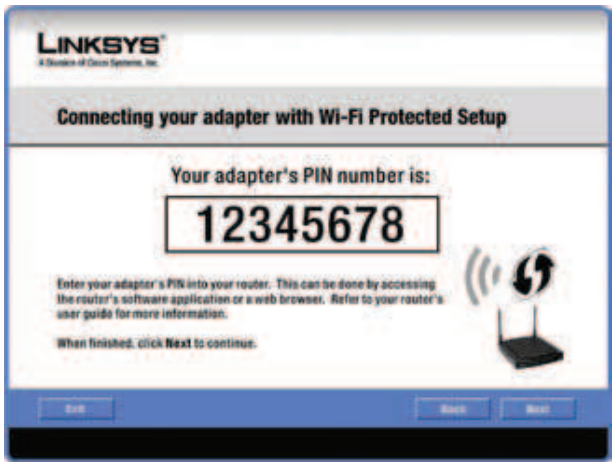 LINKSYS®
A Division of Cisco Systems, Inc.
Connecting your adapter with Wi-Fi Protected Setup
Your adapter's PIN number is:
12345678
Enter your adapter's PIN into your router. This can be done by accessing
the router's software application or a web browser. Refer to your router's
user guide for more information.
When finished, click Next to continue.
Exit
Back
Next